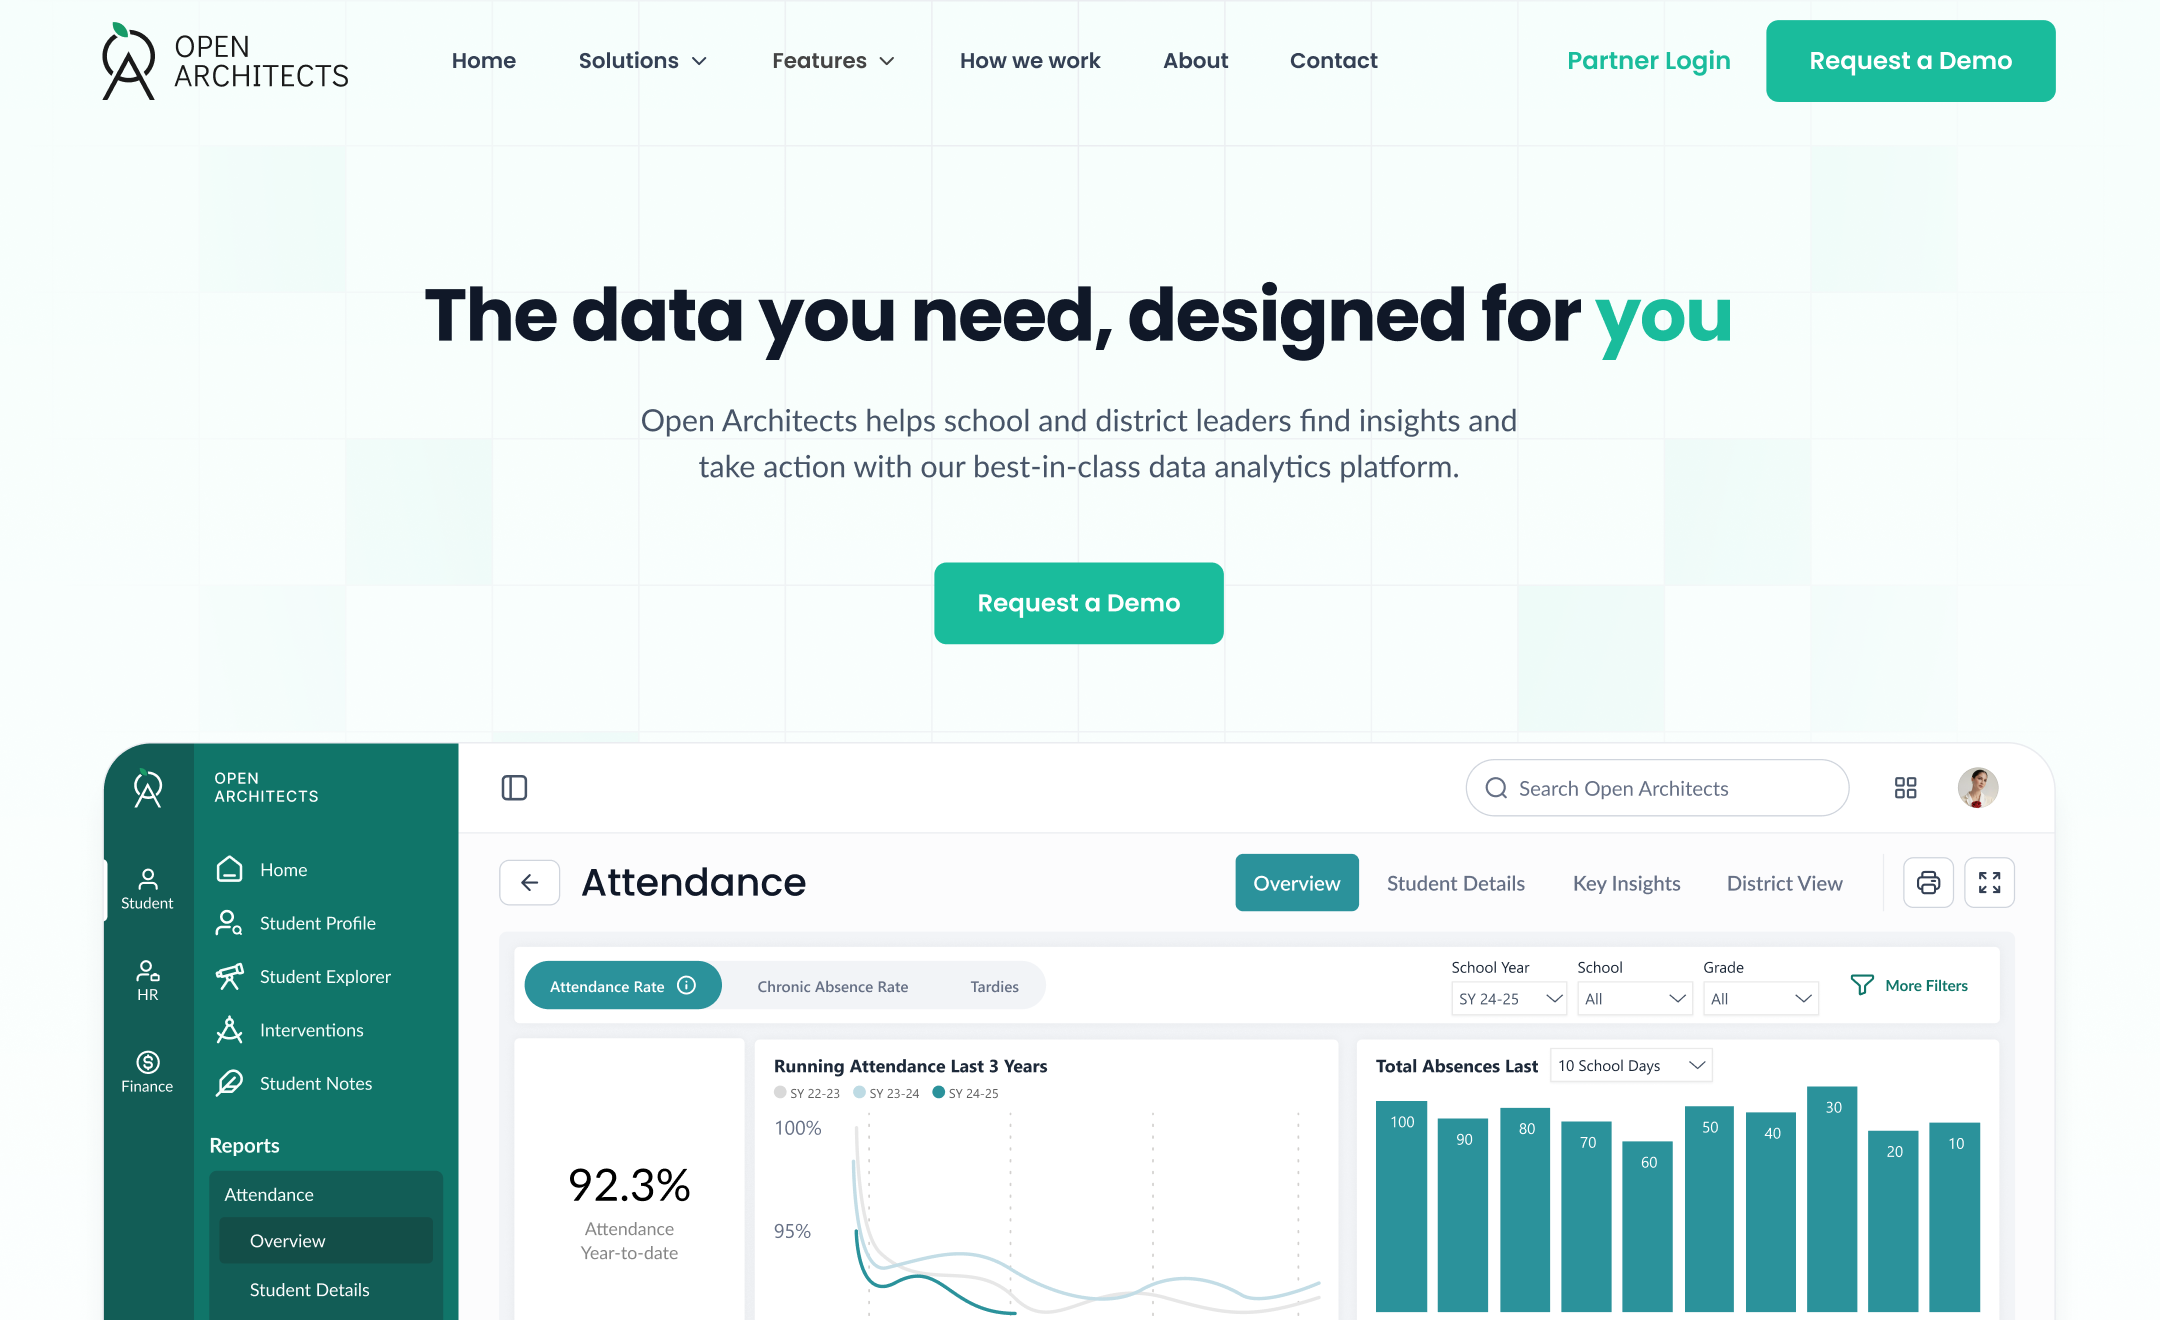 OPEN
ARCHITECTS
Home
Solutions
Features
How we work
About
Contact
Partner Login
Request a Demo
The data you need, designed for you
Open Architects helps school and district leaders find insights and
take action with our best-in-class data analytics platform.
Request a Demo
OPEN
ARCHITECTS
Student
HR
Finance
Home
Student Profile
Student Explorer
Interventions
Student Notes
Reports
Attendance
Overview
Student Details
Search Open Architects
Attendance
Overview
Student Details
Key Insights
District View
Attendance Rate
Chronic Absence Rate
Tardies
School Year
SY 24-25
School
All
Grade
All
More Filters
92.3%
Attendance
Year-to-date
Running Attendance Last 3 Years
SY 22-23
SY 23-24
SY 24-25
100%
95%
Total Absences Last
10 School Days
100
90
80
70
60
50
40
30
20
10